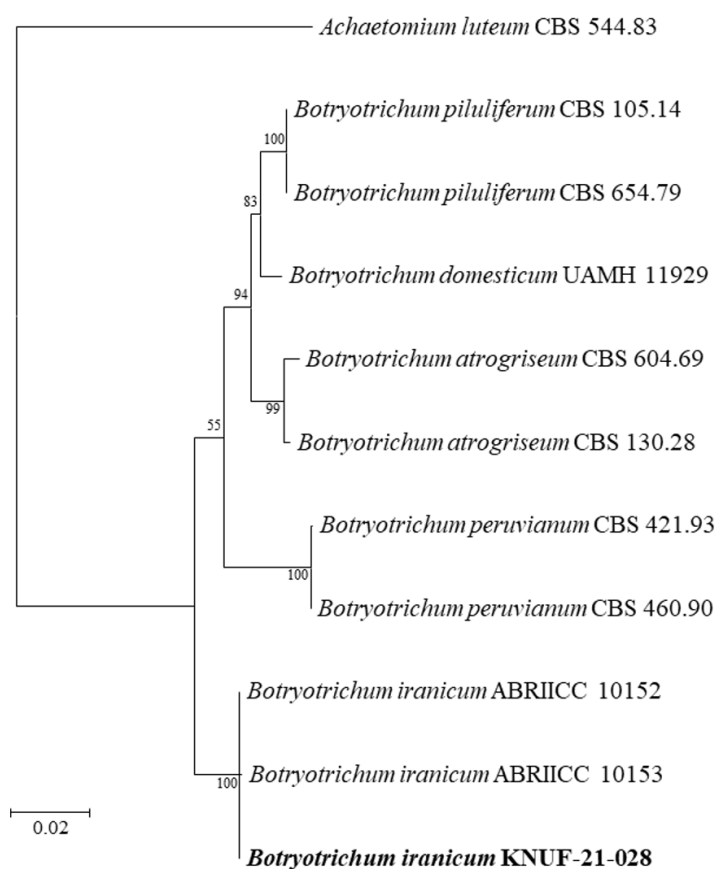 Achaetomium luteum CBS 544.83
Botryotrichum piluliferum CBS 105.14
100
Botryotrichum piluliferum CBS 654.79
83
Botryotrichum domesticum UAMH 11929
94
Botryotrichum atrogriseum CBS 604.69
99
Botryotrichum atrogriseum CBS 130.28
55
Botryotrichum peruvianum CBS 421.93
100
Botryotrichum peruvianum CBS 460.90
Botryotrichum iranicum ABRIICC 10152
Botryotrichum iranicum ABRIICC 10153
100
0.02
Botryotrichum iranicum KNUF-21-028